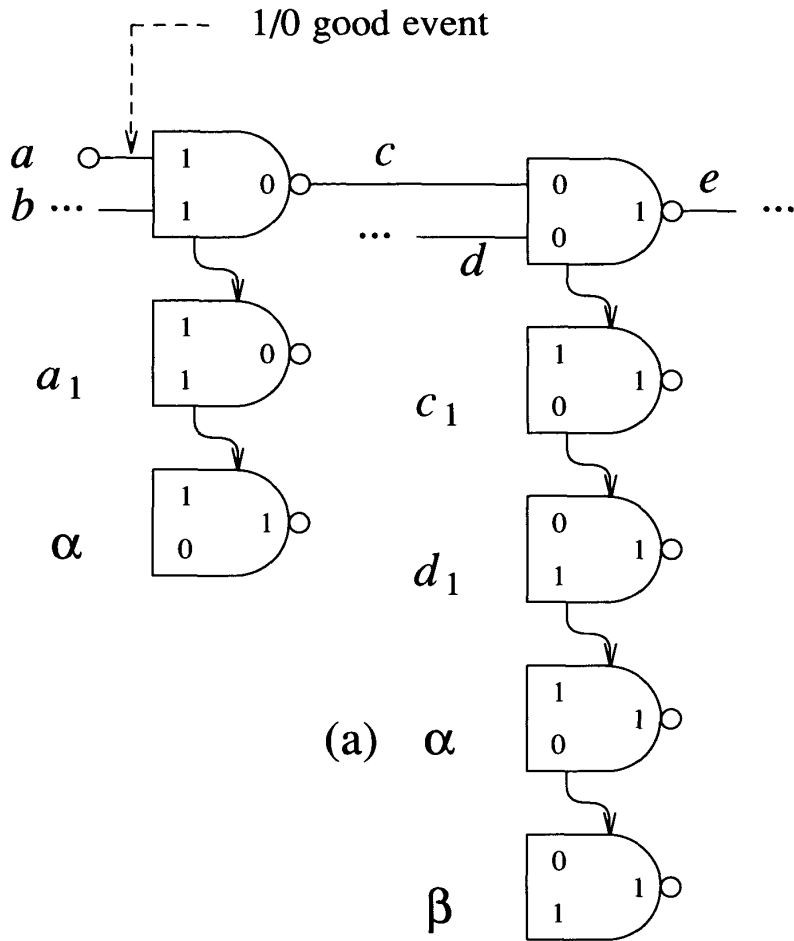 1/0 good event
a 1 0 c 0 1 e ...
b ... 1 ... d 0
a1 1 1 0
c1 1 0 1
α 1 0 1
d1 0 1 1
(a) α 1 0 1
β 0 1 1